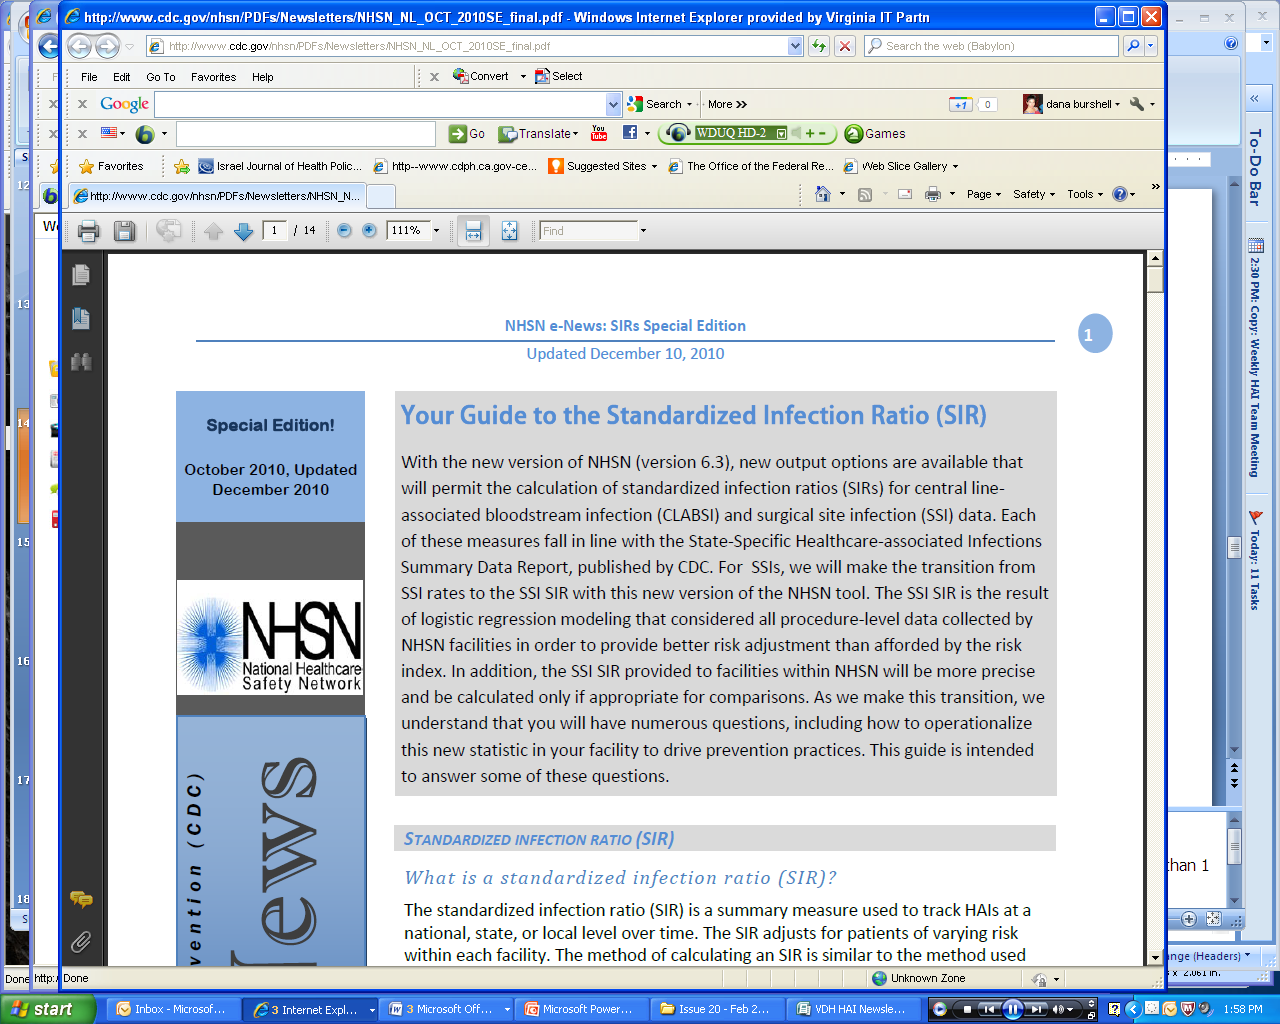 http://www.cdc.gov/nhsn/PDFs/Newsletters/NHSN_NL_OCT_2010SE_final.pdf - Windows Internet Explorer provided by Virginia IT Partn
http://www.cdc.gov/nhsn/PDFs/Newsletters/NHSN_NL_OCT_2010SE_final.pdf
Search the web (Babylon)
File Edit Go To Favorites Help
x Convert Select
x Google Search More »
+1 0 dana burshell
x Go Translate You Tube WDUQ HD-2 Games
Favorites Israel Journal of Health Polic... http--www.cdph.ca.gov-ce... Suggested Sites The Office of the Federal Re... Web Slice Gallery
http://www.cdc.gov/nhsn/PDFs/Newsletters/NHSN_N...
Page Safety Tools »
1 / 14 111% Find
NHSN e-News: SIRs Special Edition
1
Updated December 10, 2010
Special Edition!
October 2010, Updated
December 2010
NHSN
National Healthcare
Safety Network
vention (CDC)
ews
Your Guide to the Standardized Infection Ratio (SIR)
With the new version of NHSN (version 6.3), new output options are available that
will permit the calculation of standardized infection ratios (SIRs) for central line-
associated bloodstream infection (CLABSI) and surgical site infection (SSI) data. Each
of these measures fall in line with the State-Specific Healthcare-associated Infections
Summary Data Report, published by CDC. For  SSIs, we will make the transition from
SSI rates to the SSI SIR with this new version of the NHSN tool. The SSI SIR is the result
of logistic regression modeling that considered all procedure-level data collected by
NHSN facilities in order to provide better risk adjustment than afforded by the risk
index. In addition, the SSI SIR provided to facilities within NHSN will be more precise
and be calculated only if appropriate for comparisons. As we make this transition, we
understand that you will have numerous questions, including how to operationalize
this new statistic in your facility to drive prevention practices. This guide is intended
to answer some of these questions.
STANDARDIZED INFECTION RATIO (SIR)
What is a standardized infection ratio (SIR)?
The standardized infection ratio (SIR) is a summary measure used to track HAIs at a
national, state, or local level over time. The SIR adjusts for patients of varying risk
within each facility. The method of calculating an SIR is similar to the method used
To-Do Bar
2:30 PM: Copy: Weekly HAI Team Meeting
Today: 11 Tasks
han 1
nge (Headers)
x 2.061 in.
12
13
14
15
16
17
18
Done http: Done Unknown Zone
start Inbox - Microsof... 3 Internet Expl... 3 Microsoft Off... Microsoft Power... Issue 20 - Feb 2... VDH HAI Newsle... 1:58 PM